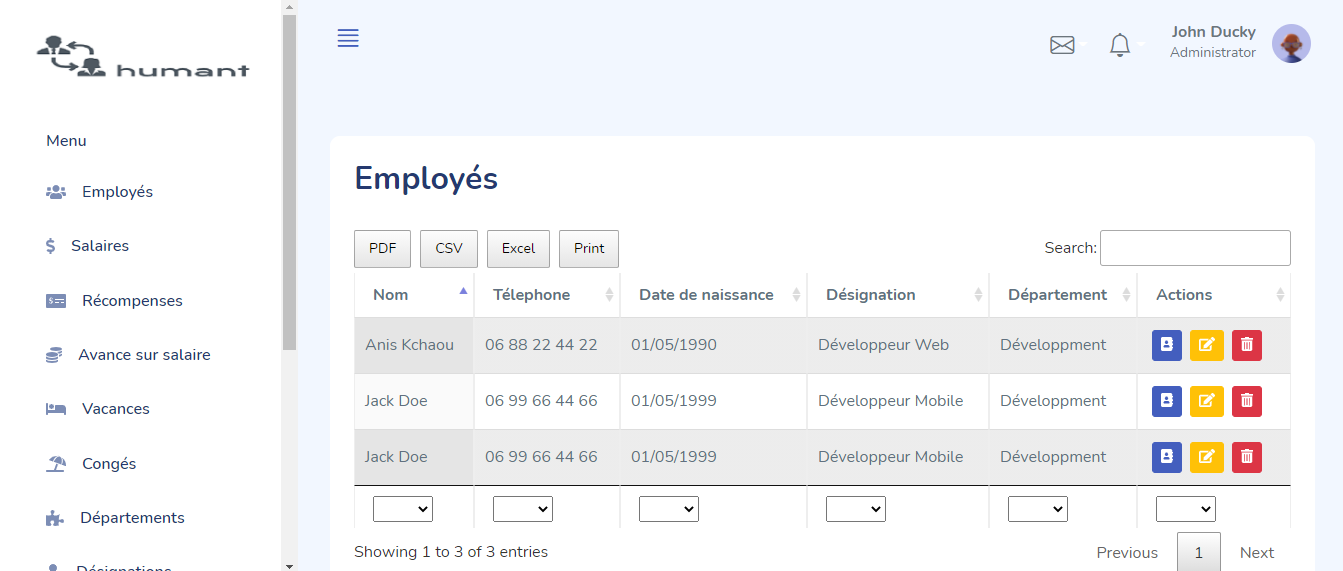 humant
John Ducky
Administrator
Menu
Employés
Salaires
Récompenses
Avance sur salaire
Vacances
Congés
Départements
Désignations
Employés
PDF CSV Excel Print Search:
Nom Télephone Date de naissance Désignation Département Actions
Anis Kchaou 06 88 22 44 22 01/05/1990 Développeur Web Développment
Jack Doe 06 99 66 44 66 01/05/1999 Développeur Mobile Développment
Jack Doe 06 99 66 44 66 01/05/1999 Développeur Mobile Développment
Showing 1 to 3 of 3 entries Previous 1 Next